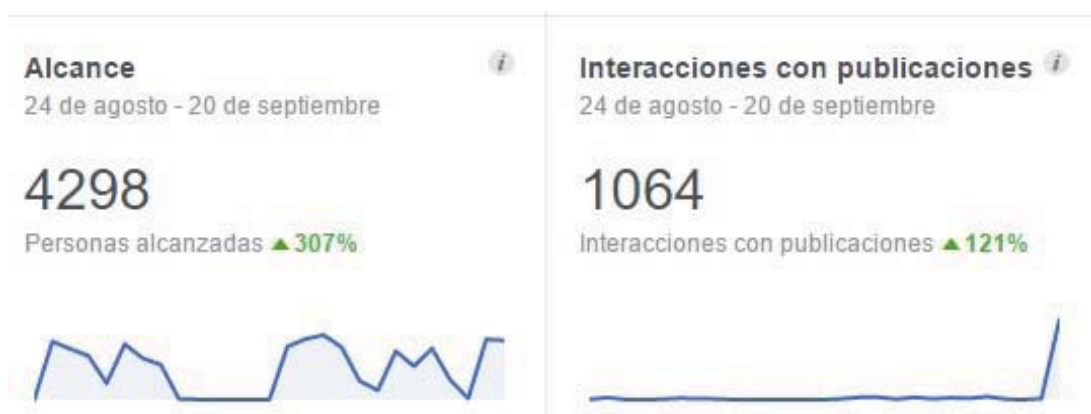 Alcance
24 de agosto - 20 de septiembre
4298
Personas alcanzadas ▲ 307%
Interacciones con publicaciones
24 de agosto - 20 de septiembre
1064
Interacciones con publicaciones ▲ 121%